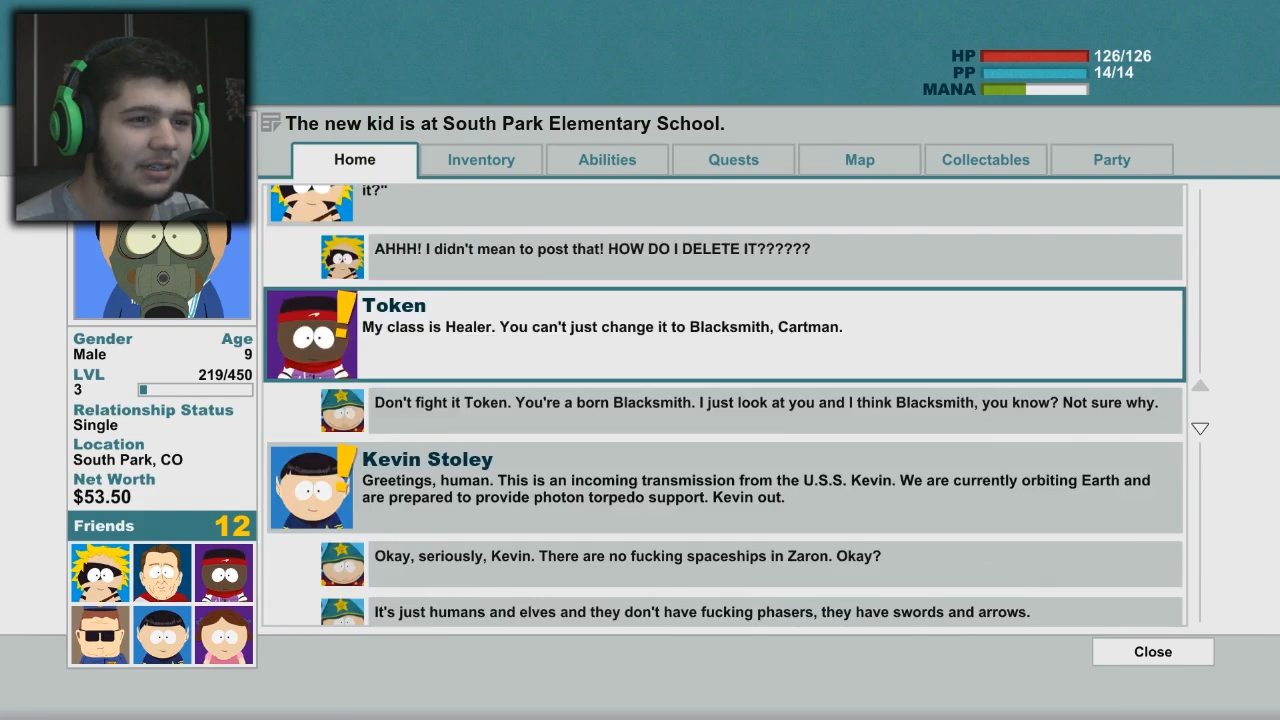 HP 126/126
PP 14/14
MANA
The new kid is at South Park Elementary School.
Home Inventory Abilities Quests Map Collectables Party
it?"
AHHH! I didn't mean to post that! HOW DO I DELETE IT??????
Token
My class is Healer. You can't just change it to Blacksmith, Cartman.
Don't fight it Token. You're a born Blacksmith. I just look at you and I think Blacksmith, you know? Not sure why.
Kevin Stoley
Greetings, human. This is an incoming transmission from the U.S.S. Kevin. We are currently orbiting Earth and
are prepared to provide photon torpedo support. Kevin out.
Okay, seriously, Kevin. There are no fucking spaceships in Zaron. Okay?
It's just humans and elves and they don't have fucking phasers, they have swords and arrows.
Gender Age
Male 9
LVL 219/450
3
Relationship Status
Single
Location
South Park, CO
Net Worth
$53.50
Friends 12
Close